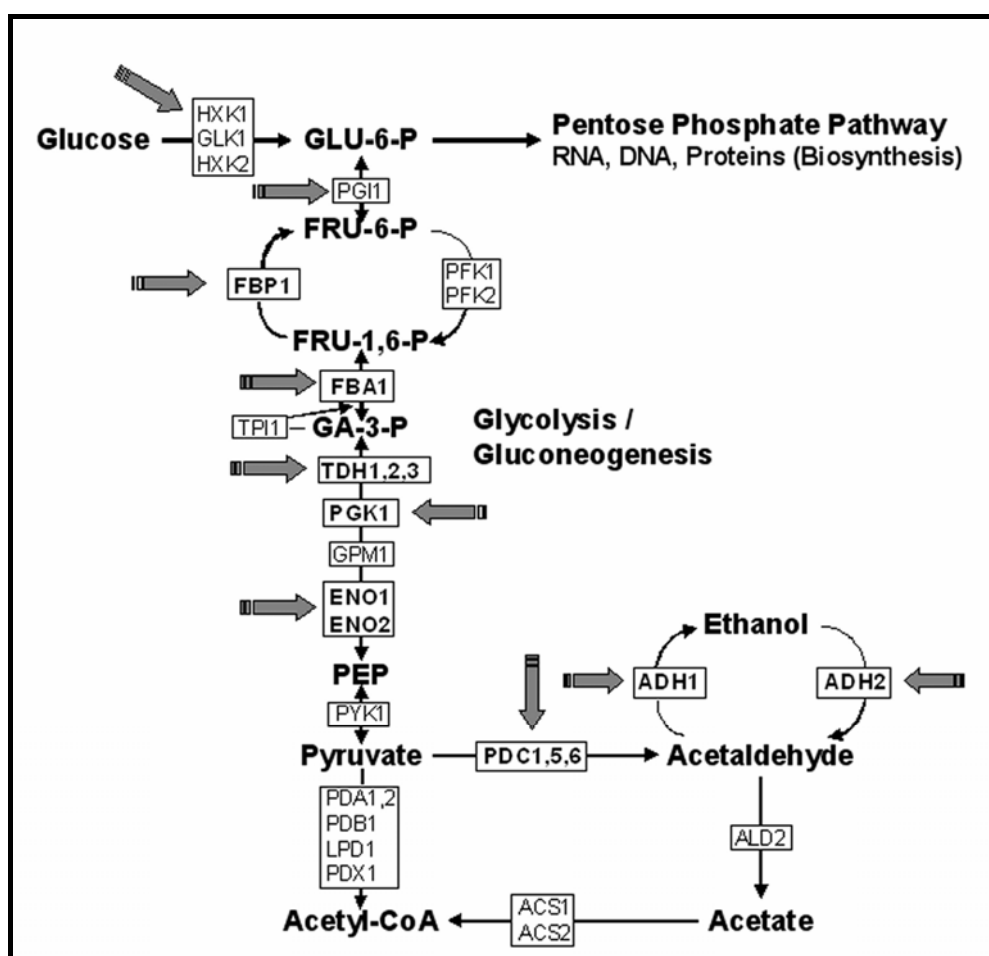 HXK1
GLK1
HXK2
Glucose
GLU-6-P
Pentose Phosphate Pathway
RNA, DNA, Proteins (Biosynthesis)
PGI1
FRU-6-P
FBP1
PFK1
PFK2
FRU-1,6-P
FBA1
TPI1
GA-3-P
Glycolysis /
Gluconeogenesis
TDH1,2,3
PGK1
GPM1
ENO1
ENO2
Ethanol
PEP
ADH1
ADH2
PYK1
Pyruvate
PDC1,5,6
Acetaldehyde
PDA1,2
PDB1
LPD1
PDX1
ALD2
Acetyl-CoA
ACS1
ACS2
Acetate